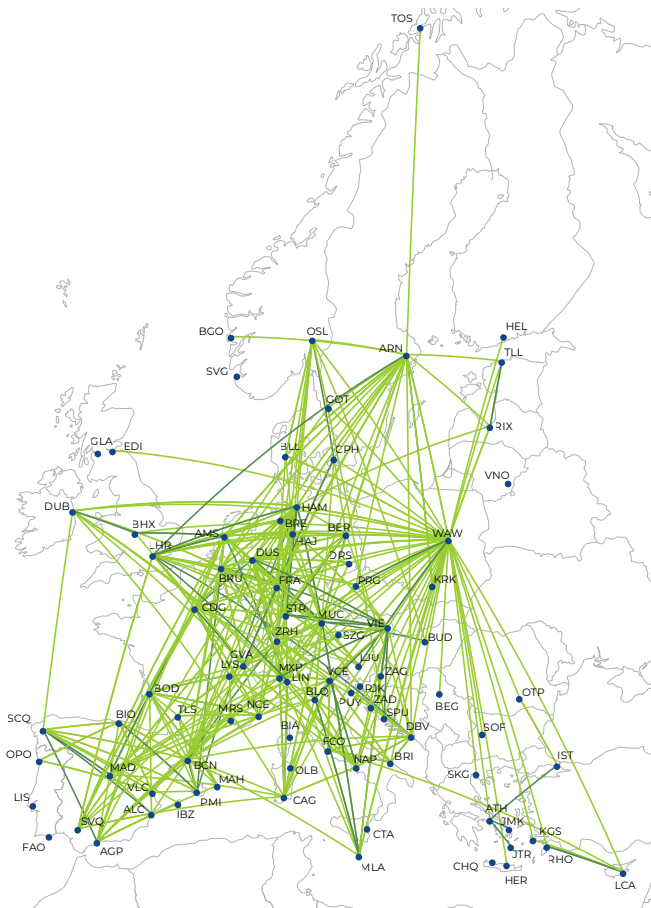 TOS
BGO
OSL
HEL
ARN
TLL
SVG
GOT
RIX
GLA
EDI
BLL
CPH
VNO
DUB
HAM
BHX
BRE
BER
AMS
HAJ
WAW
LHR
DUS
DRS
BRU
FRA
PRG
KRK
CDG
STR
MUC
VIE
ZRH
SZG
BUD
GVA
LJU
LYS
MXP
VCE
ZAG
LIN
BOD
BLQ
RJK
PUY
ZAD
BEG
OTP
SCQ
BIO
TLS
MRS
NCE
SPU
BIA
DBV
SOF
OPO
FCO
MAD
BCN
OLB
NAP
BRI
IST
SKG
VLC
MAH
LIS
ALC
IBZ
PMI
CAG
ATH
JMK
SVQ
CTA
KGS
FAO
AGP
JTR
RHO
MLA
CHQ
HER
LCA